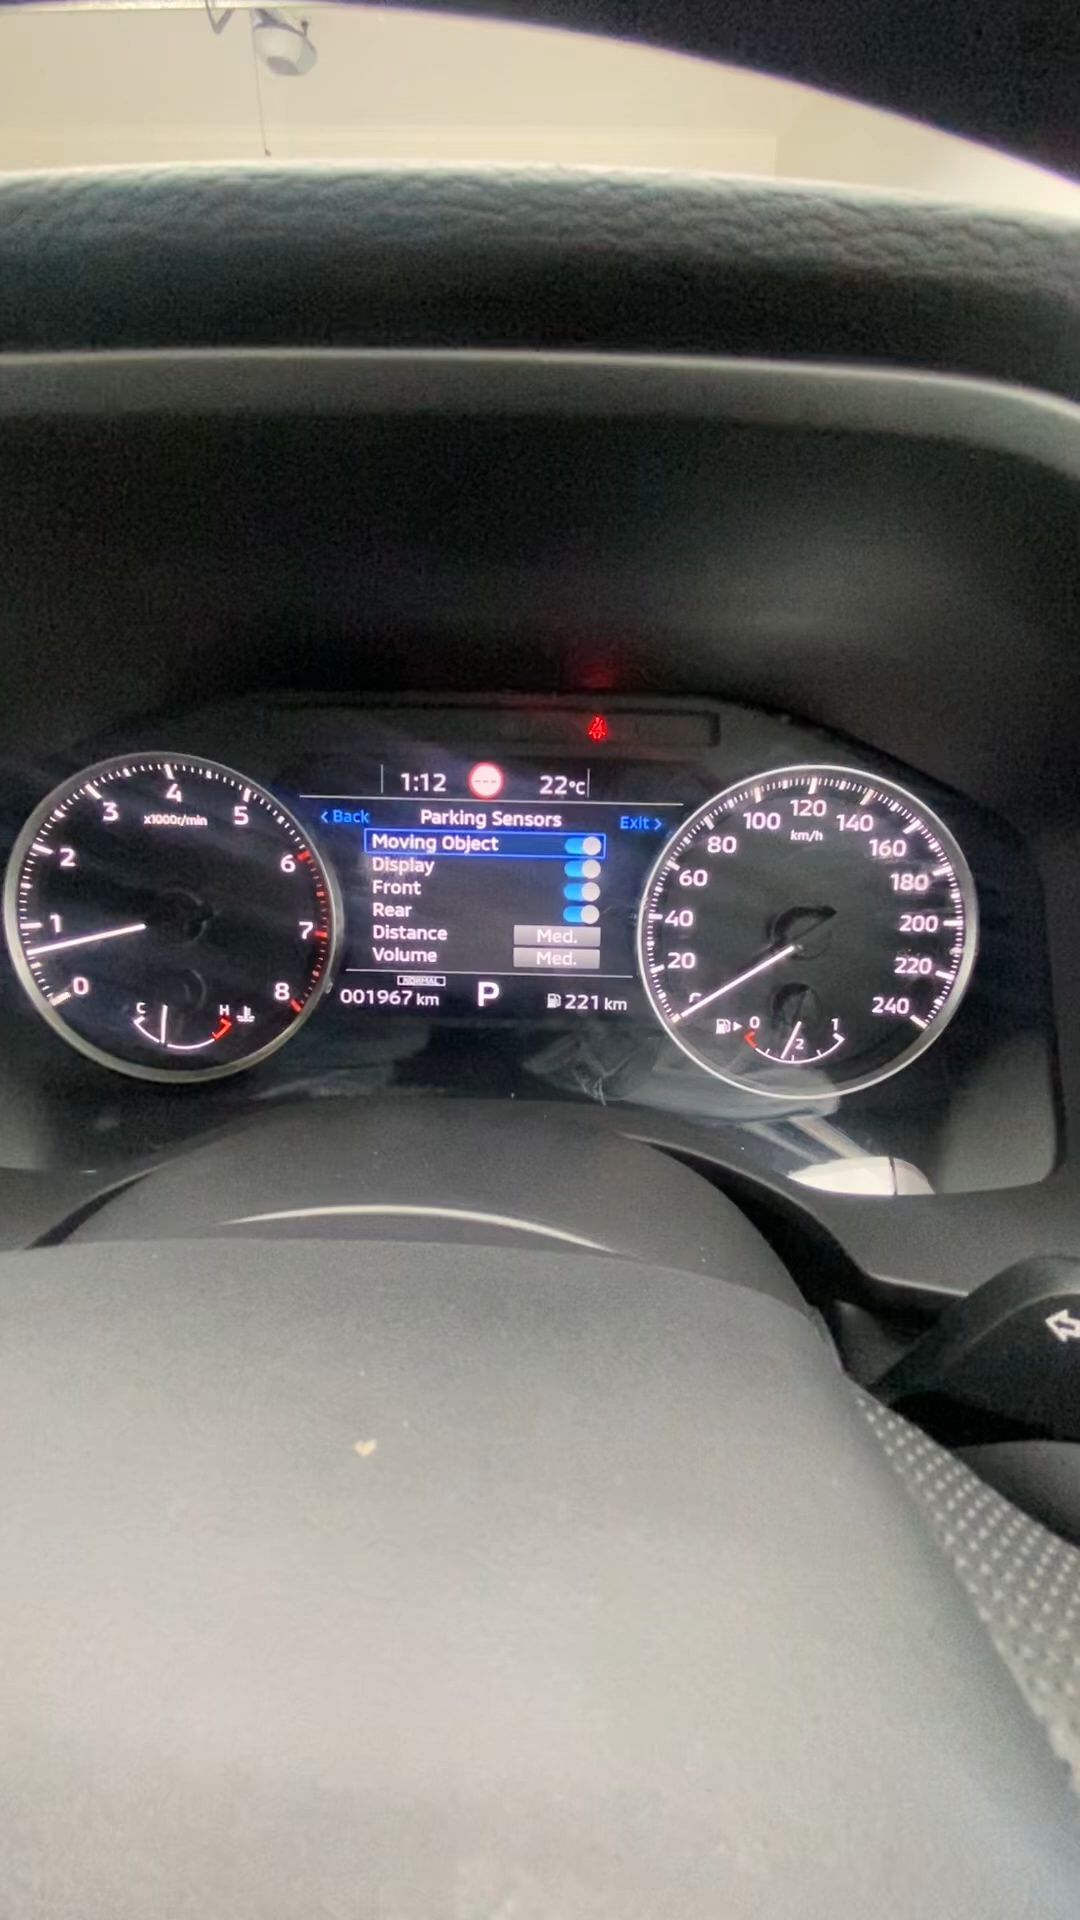 1:12 22°C
< Back Parking Sensors Exit >
Moving Object
Display
Front
Rear
Distance Med.
Volume Med.
NORMAL
001967 km P 221 km
0 1 2 3 4 5 6 7 8
x1000r/min
C H
0 20 40 60 80 100 120 140 160 180 200 220 240
km/h
0 1/2 1